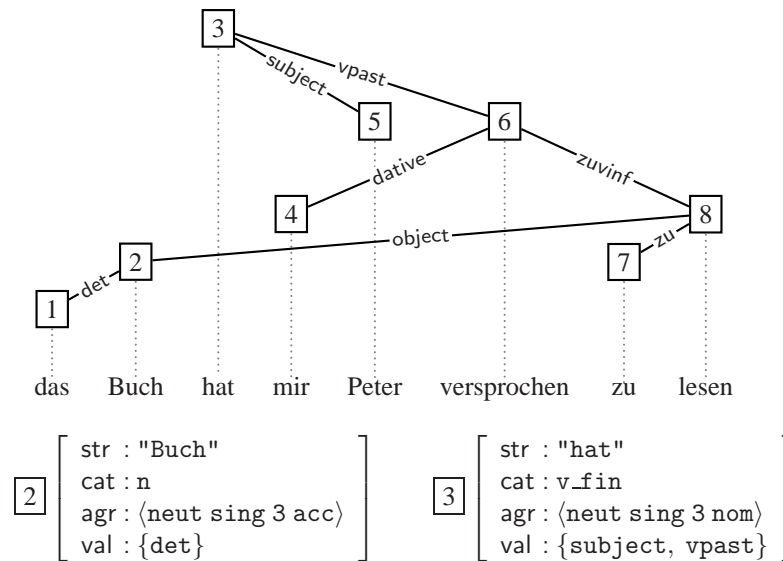 3
subject
vpast
5
6
dative
zuvinf
4
8
object
2
zu
7
det
1
das Buch hat mir Peter versprochen zu lesen
2
str : "Buch"
cat : n
agr : ⟨neut sing 3 acc⟩
val : {det}
3
str : "hat"
cat : v_fin
agr : ⟨neut sing 3 nom⟩
val : {subject, vpast}